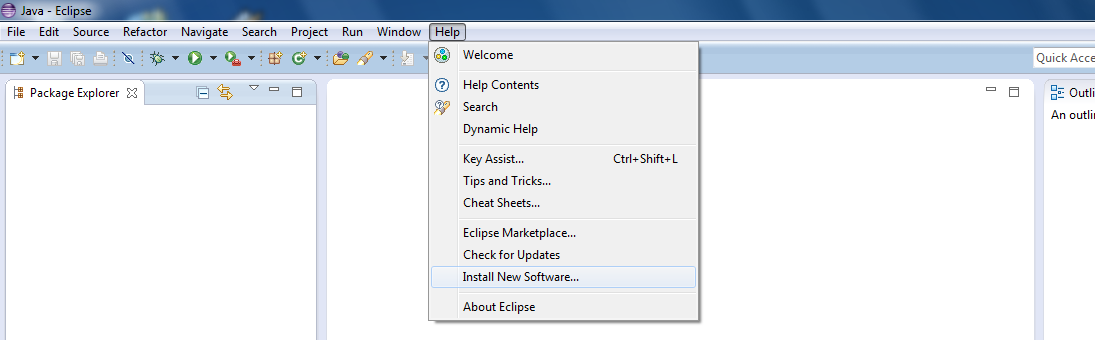 Java - Eclipse
File Edit Source Refactor Navigate Search Project Run Window Help
Quick Acce
Package Explorer
Outli
An outlin
Welcome
Help Contents
Search
Dynamic Help
Key Assist... Ctrl+Shift+L
Tips and Tricks...
Cheat Sheets...
Eclipse Marketplace...
Check for Updates
Install New Software...
About Eclipse